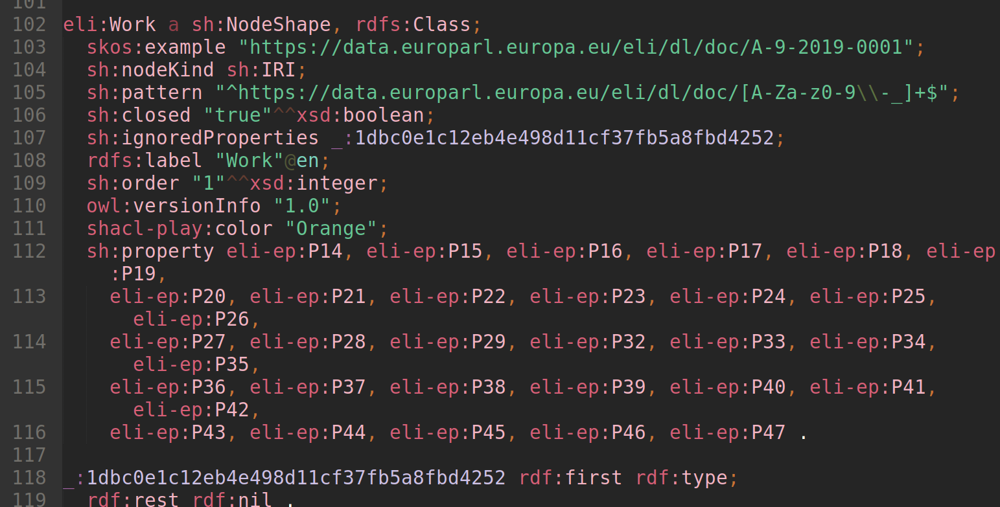 101
102 eli:Work a sh:NodeShape, rdfs:Class;
103 skos:example "https://data.europarl.europa.eu/eli/dl/doc/A-9-2019-0001";
104 sh:nodeKind sh:IRI;
105 sh:pattern "^https://data.europarl.europa.eu/eli/dl/doc/[A-Za-z0-9\\-_]+$";
106 sh:closed "true"^^xsd:boolean;
107 sh:ignoredProperties _:1dbc0e1c12eb4e498d11cf37fb5a8fbd4252;
108 rdfs:label "Work"@en;
109 sh:order "1"^^xsd:integer;
110 owl:versionInfo "1.0";
111 shacl-play:color "Orange";
112 sh:property eli-ep:P14, eli-ep:P15, eli-ep:P16, eli-ep:P17, eli-ep:P18, eli-ep
:P19,
113 eli-ep:P20, eli-ep:P21, eli-ep:P22, eli-ep:P23, eli-ep:P24, eli-ep:P25,
eli-ep:P26,
114 eli-ep:P27, eli-ep:P28, eli-ep:P29, eli-ep:P32, eli-ep:P33, eli-ep:P34,
eli-ep:P35,
115 eli-ep:P36, eli-ep:P37, eli-ep:P38, eli-ep:P39, eli-ep:P40, eli-ep:P41,
eli-ep:P42,
116 eli-ep:P43, eli-ep:P44, eli-ep:P45, eli-ep:P46, eli-ep:P47 .
117
118 _:1dbc0e1c12eb4e498d11cf37fb5a8fbd4252 rdf:first rdf:type;
119 rdf:rest rdf:nil .